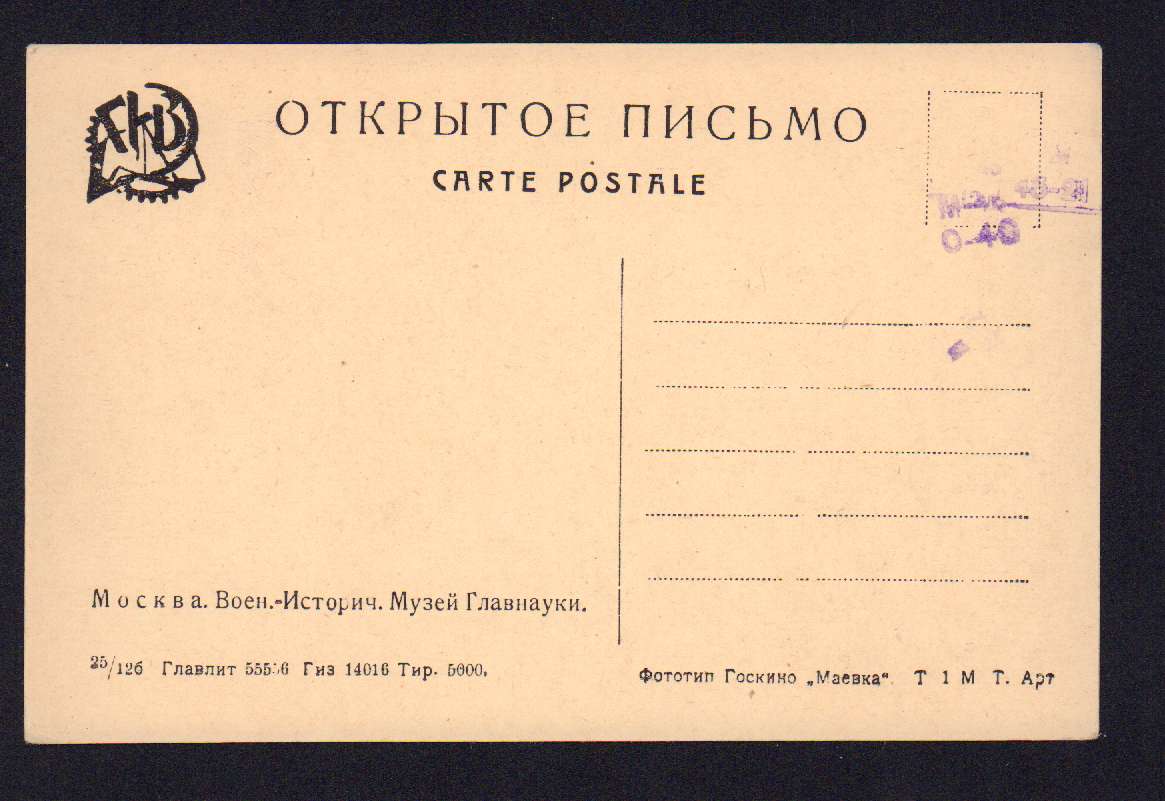 ОТКРЫТОЕ ПИСЬМО
CARTE POSTALE
0-40
Москва. Воен.-Историч. Музей Главнауки.
25/126 Главлит Гиз 14016 Тир. 5000.
Фототип Госкино „Маевка“. Т 1 М Т. Арт